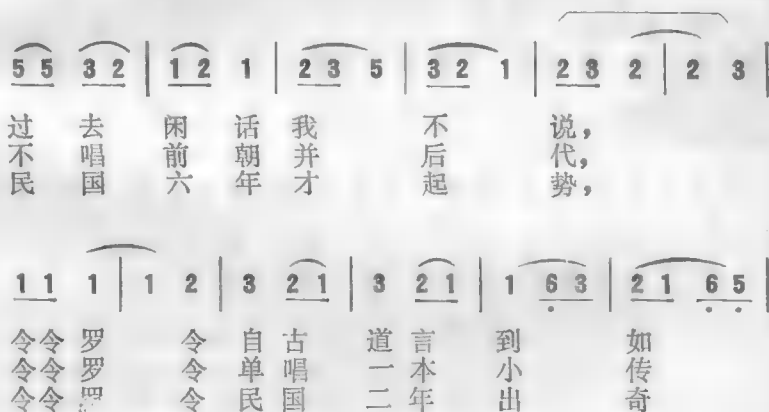 5 5 3 2 | 1 2 1 | 2 3 5 | 3 2 1 | 2 3 2 | 2 3 |
过 去 闲 话 我 不 说，
不 唱 前 朝 并 后 代，
民 国 六 年 才 起 势，
1 1 1 | 1 2 | 3 2 1 | 3 2 1 | 1 6 3 | 2 1 6 5 |
令令 罗 令 自 古 道 言 到 如
令令 罗 令 单 唱 一 本 小 传
令令 罗 令 民 国 二 年 出 奇